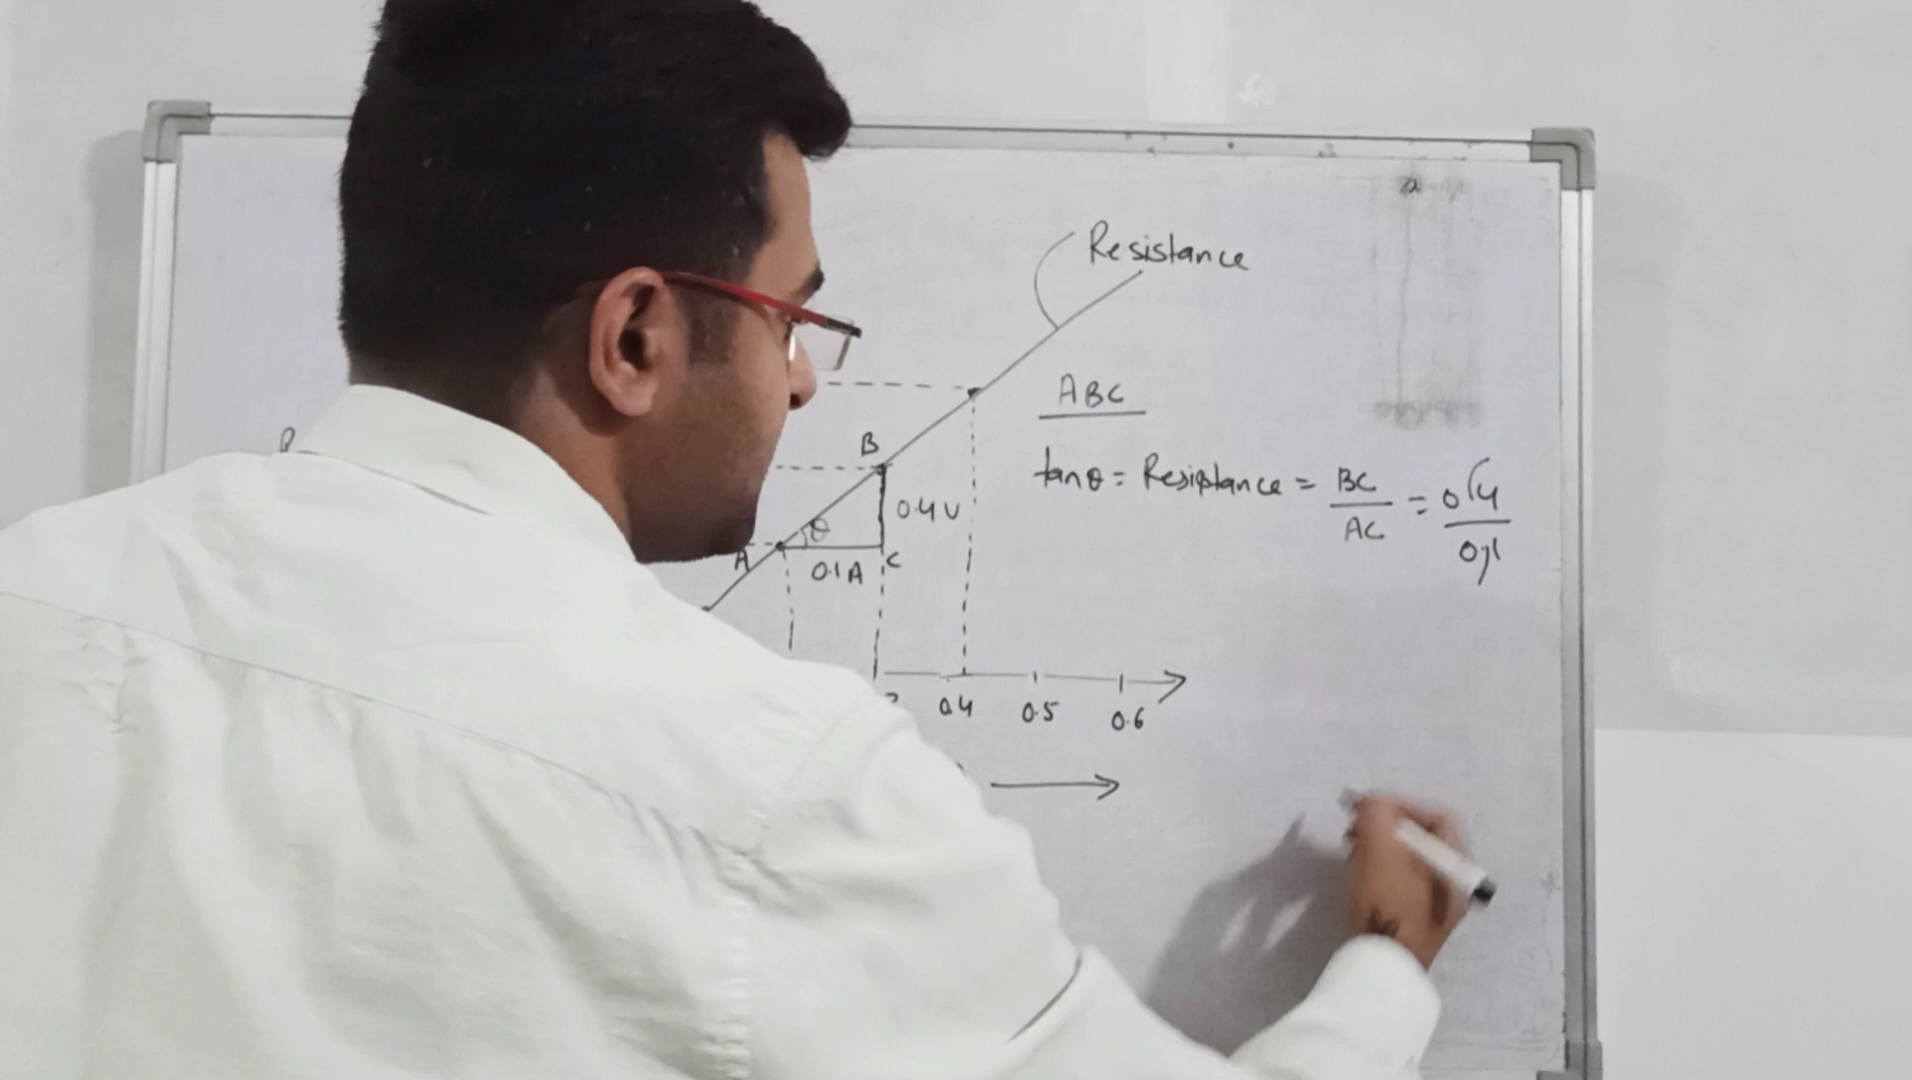 Resistance
ABC
tanθ = Resistance = BC/AC = 0.4/0.1
B
0.4 V
θ
A
0.1 A
C
0.4 0.5 0.6